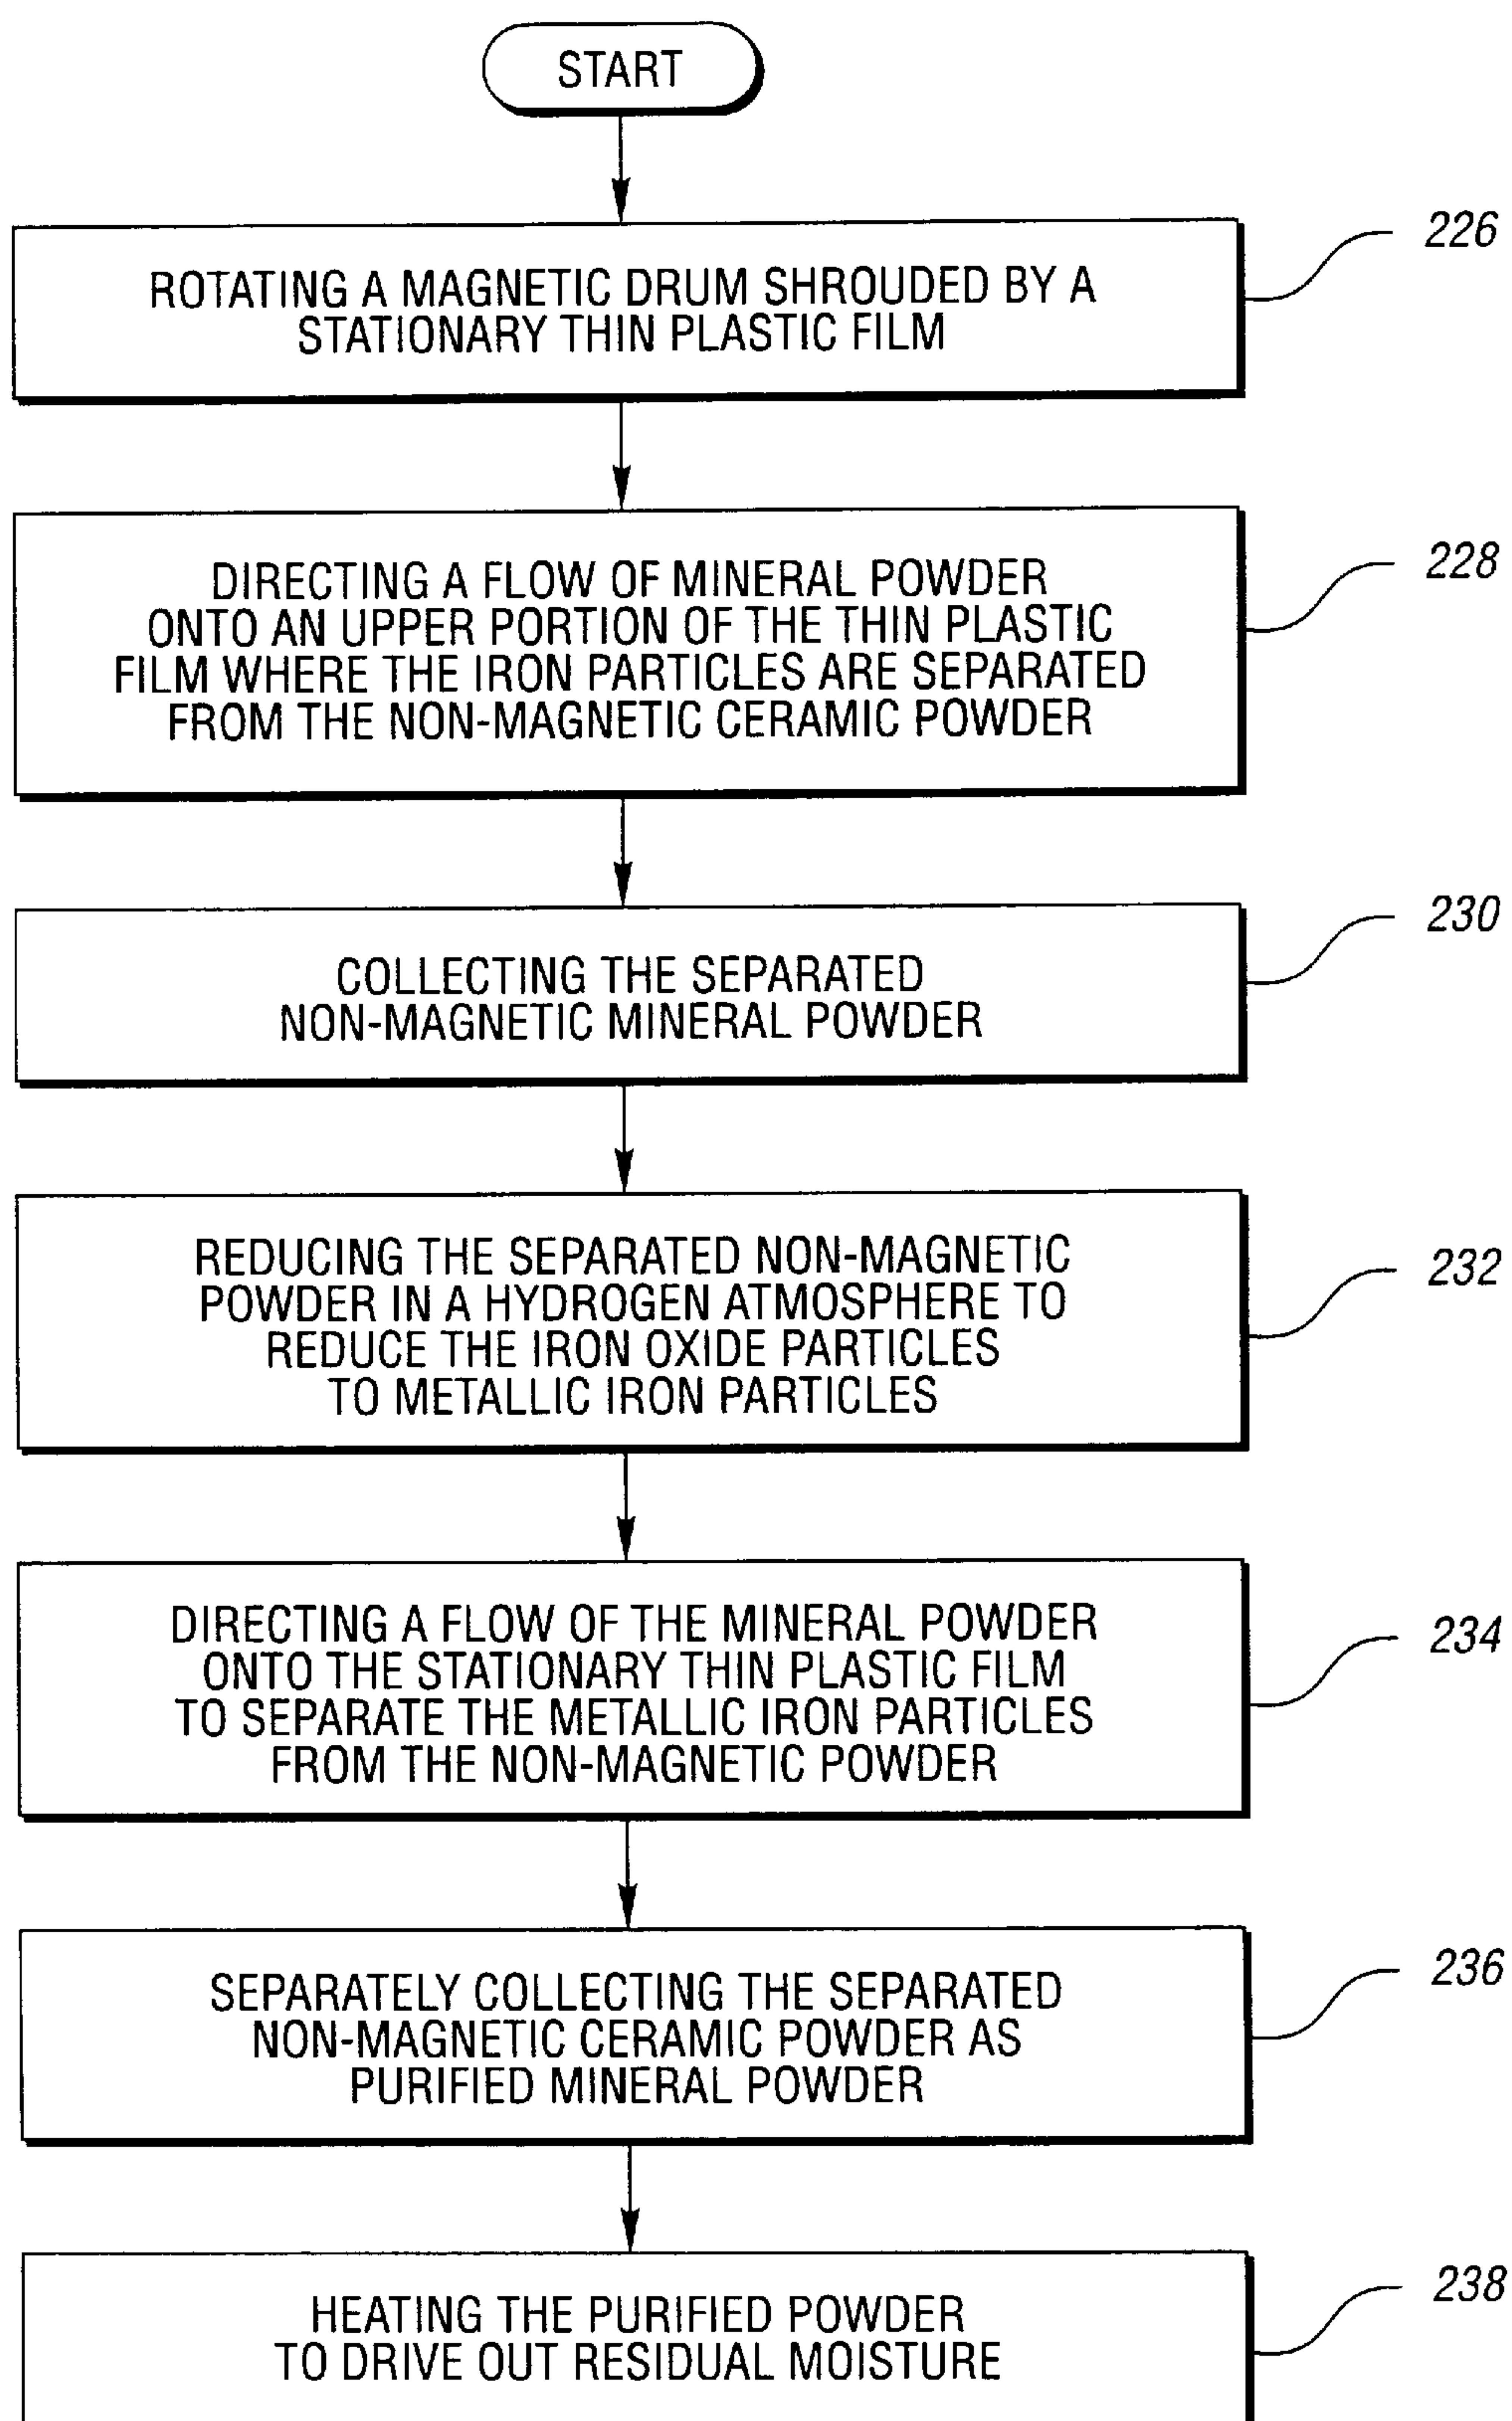 START
226
ROTATING A MAGNETIC DRUM SHROUDED BY A
STATIONARY THIN PLASTIC FILM
228
DIRECTING A FLOW OF MINERAL POWDER
ONTO AN UPPER PORTION OF THE THIN PLASTIC
FILM WHERE THE IRON PARTICLES ARE SEPARATED
FROM THE NON-MAGNETIC CERAMIC POWDER
230
COLLECTING THE SEPARATED
NON-MAGNETIC MINERAL POWDER
232
REDUCING THE SEPARATED NON-MAGNETIC
POWDER IN A HYDROGEN ATMOSPHERE TO
REDUCE THE IRON OXIDE PARTICLES
TO METALLIC IRON PARTICLES
234
DIRECTING A FLOW OF THE MINERAL POWDER
ONTO THE STATIONARY THIN PLASTIC FILM
TO SEPARATE THE METALLIC IRON PARTICLES
FROM THE NON-MAGNETIC POWDER
236
SEPARATELY COLLECTING THE SEPARATED
NON-MAGNETIC CERAMIC POWDER AS
PURIFIED MINERAL POWDER
238
HEATING THE PURIFIED POWDER
TO DRIVE OUT RESIDUAL MOISTURE